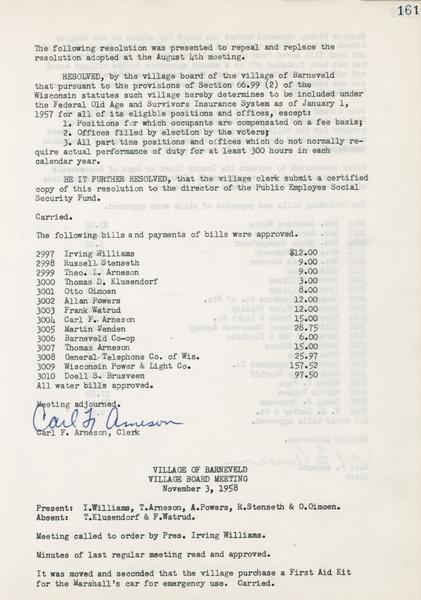 161
The following resolution was presented to repeal and replace the
resolution adopted at the August 4th meeting.
RESOLVED, by the village board of the village of Barneveld
that pursuant to the provisions of Section 66.99 (2) of the
Wisconsin statutes such village hereby determines to be included under
the Federal Old Age and Survivors Insurance System as of January 1,
1957 for all of its eligible positions and offices, except:
1. Positions for which occupants are compensated on a fee basis;
2. Offices filled by election by the voters;
3. All part time positions and offices which do not normally re-
quire actual performance of duty for at least 300 hours in each
calendar year.
BE IT FURTHER RESOLVED, that the village clerk submit a certified
copy of this resolution to the director of the Public Employes Social
Security Fund.
Carried.
The following bills and payments of bills were approved.
2997 Irving Williams $12.00
2998 Russell Stenseth 9.00
2999 Theo. I. Arneson 9.00
3000 Thomas D. Klusendorf 3.00
3001 Otto Oimoen 8.00
3002 Allan Powers 12.00
3003 Frank Watrud 12.00
3004 Carl F. Arneson 15.00
3005 Martin Venden 28.75
3006 Barneveld Co-op 6.00
3007 Thomas Arneson 15.00
3008 General Telephone Co. of Wis. 25.97
3009 Wisconsin Power & Light Co. 157.52
3010 Doell S. Brusveen 97.50
All water bills approved.
Meeting adjourned.
Carl F. Arneson
Carl F. Arneson, Clerk
VILLAGE OF BARNEVELD
VILLAGE BOARD MEETING
November 3, 1958
Present: I.Williams, T.Arneson, A.Powers, R.Stenseth & O.Oimoen.
Absent: T.Klusendorf & F.Watrud.
Meeting called to order by Pres. Irving Williams.
Minutes of last regular meeting read and approved.
It was moved and seconded that the village purchase a First Aid Kit
for the Marshall's car for emergency use. Carried.